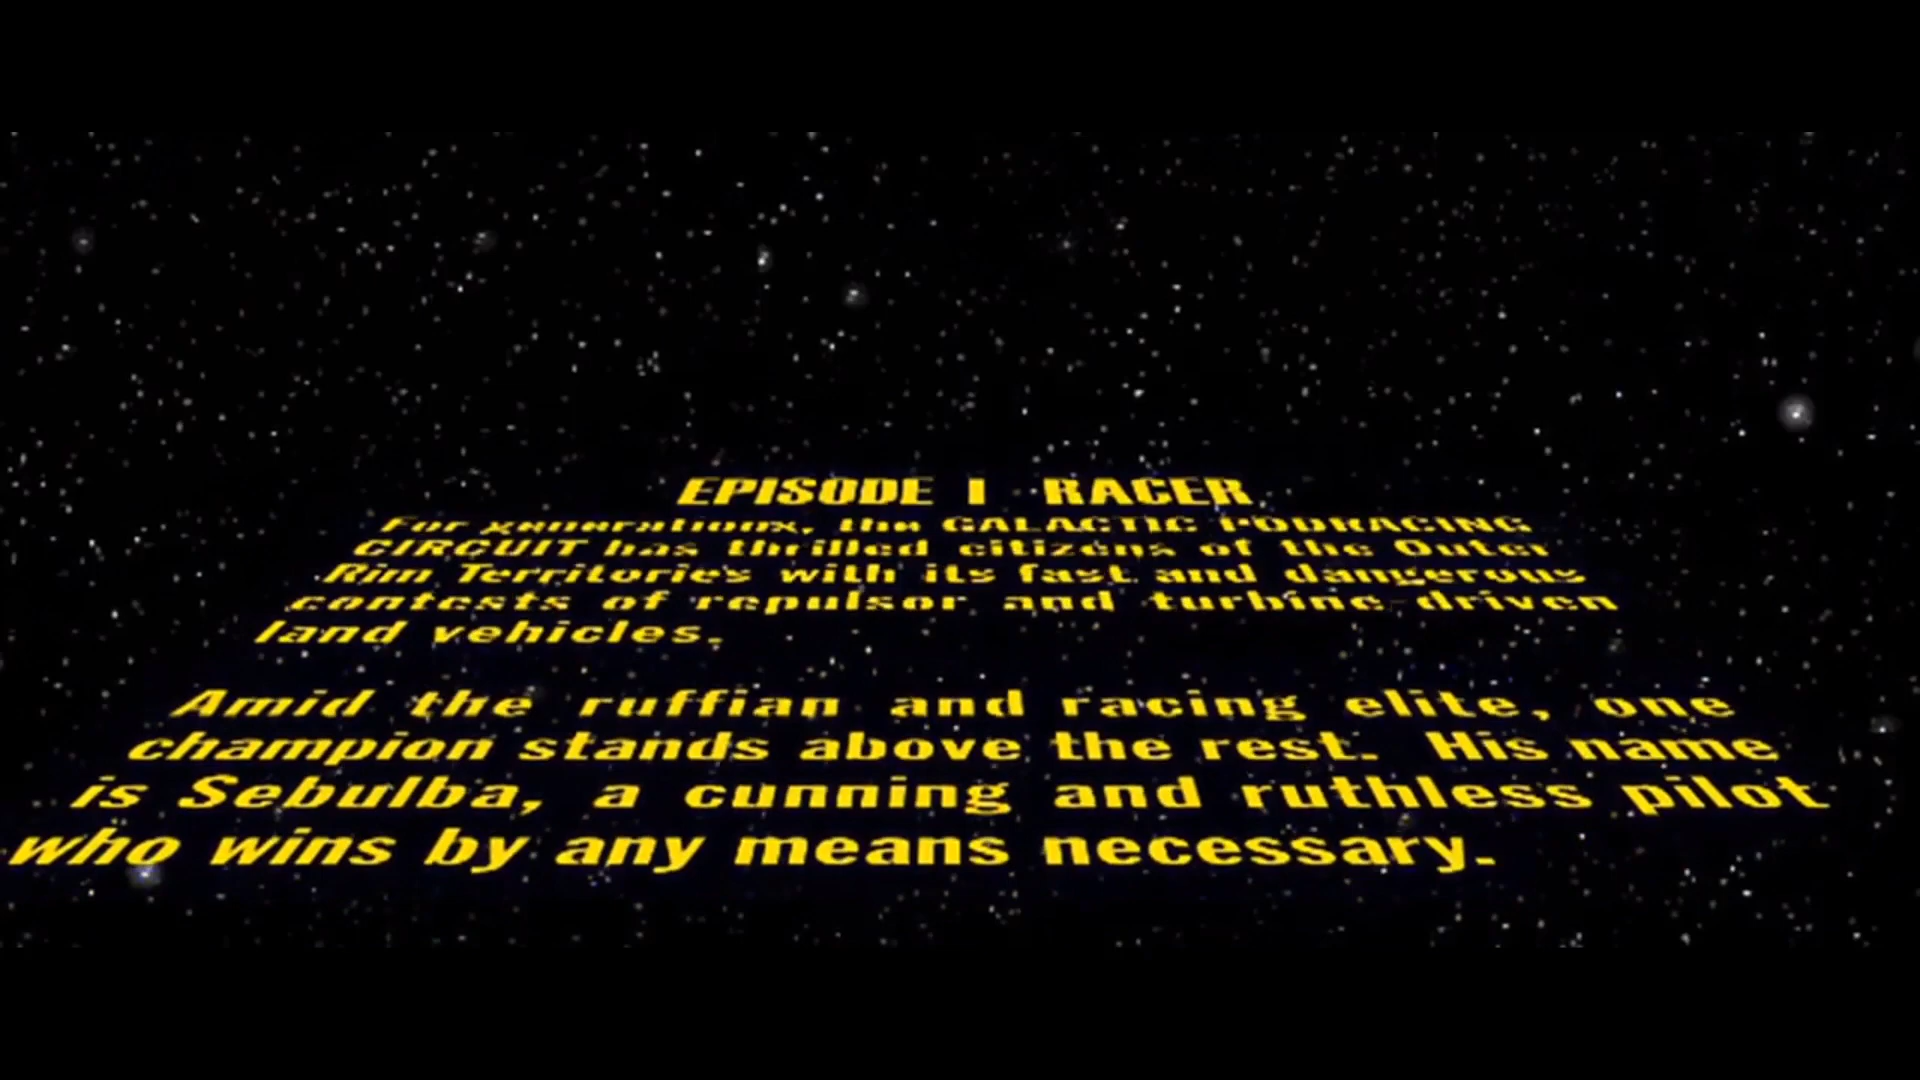 EPISODE I RACER
For generations, the GALACTIC PODRACING
CIRCUIT has thrilled citizens of the Outer
Rim Territories with its fast and dangerous
contests of repulsor and turbine-driven
land vehicles.
Amid the ruffian and racing elite, one
champion stands above the rest. His name
is Sebulba, a cunning and ruthless pilot
who wins by any means necessary.